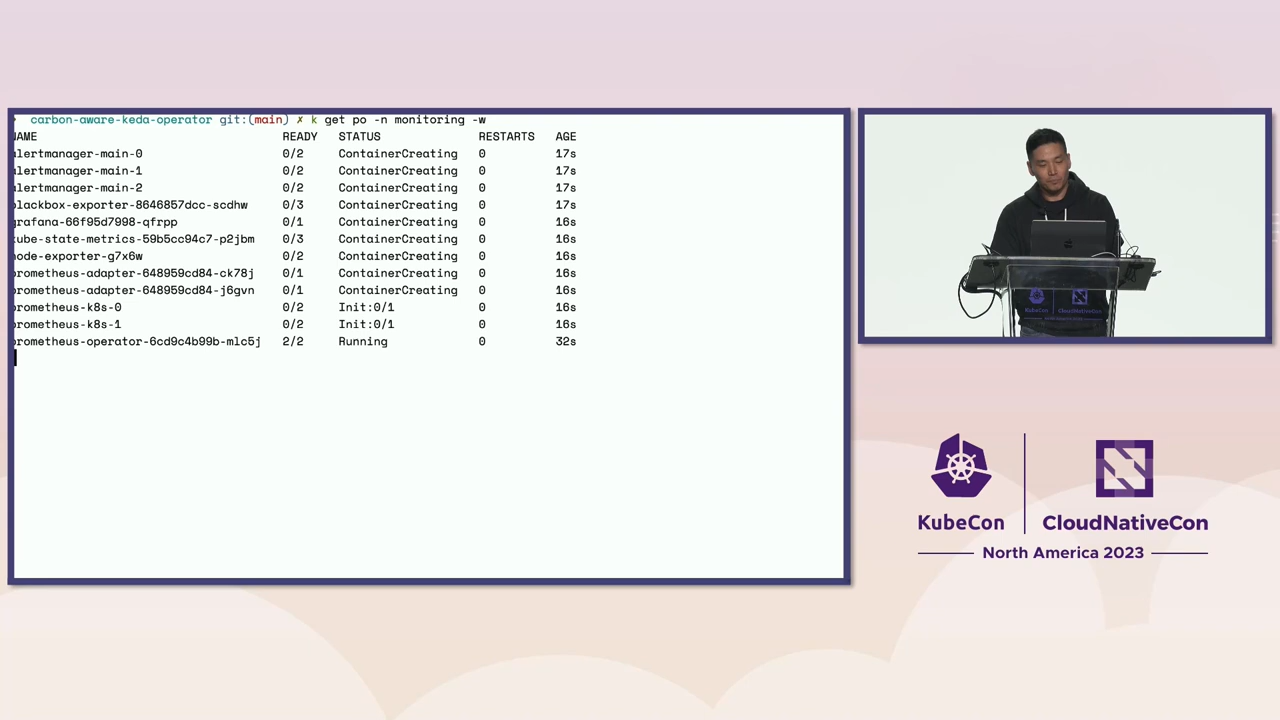 carbon-aware-keda-operator git:(main) ✗ k get po -n monitoring -w
AME READY STATUS RESTARTS AGE
lertmanager-main-0 0/2 ContainerCreating 0 17s
lertmanager-main-1 0/2 ContainerCreating 0 17s
lertmanager-main-2 0/2 ContainerCreating 0 17s
lackbox-exporter-8646857dcc-scdhw 0/3 ContainerCreating 0 17s
rafana-66f95d7998-qfrpp 0/1 ContainerCreating 0 16s
ube-state-metrics-59b5cc94c7-p2jbm 0/3 ContainerCreating 0 16s
ode-exporter-g7x6w 0/2 ContainerCreating 0 16s
rometheus-adapter-648959cd84-ck78j 0/1 ContainerCreating 0 16s
rometheus-adapter-648959cd84-j6gvn 0/1 ContainerCreating 0 16s
rometheus-k8s-0 0/2 Init:0/1 0 16s
rometheus-k8s-1 0/2 Init:0/1 0 16s
rometheus-operator-6cd9c4b99b-mlc5j 2/2 Running 0 32s
KubeCon
CloudNativeCon
North America 2023